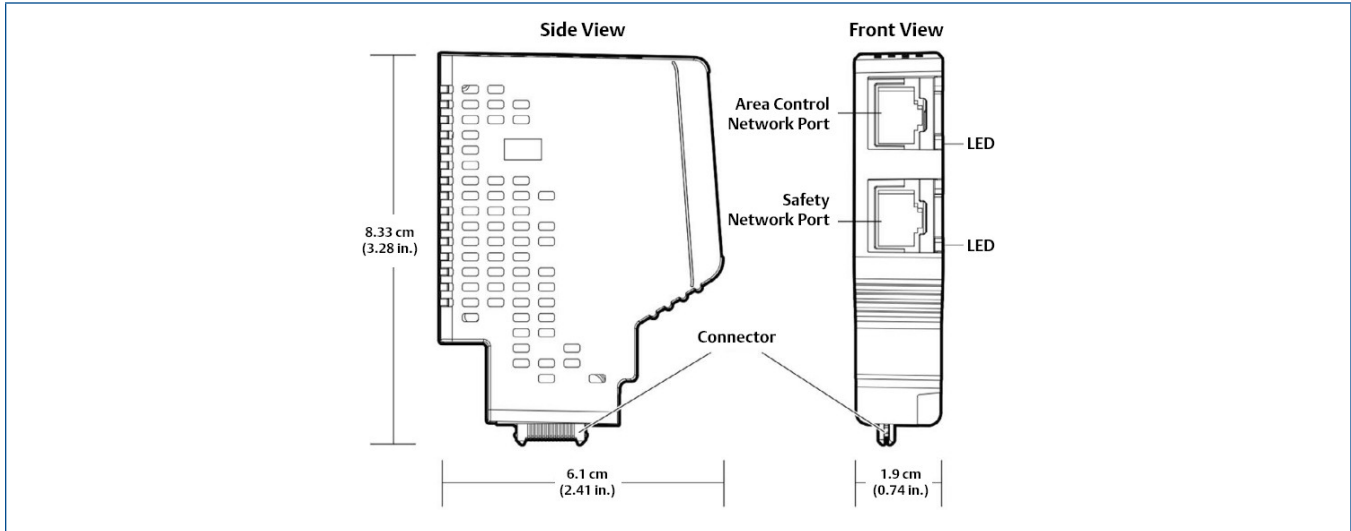 Side View
Front View
Area Control
Network Port
LED
Safety
Network Port
LED
8.33 cm
(3.28 in.)
Connector
6.1 cm
(2.41 in.)
1.9 cm
(0.74 in.)